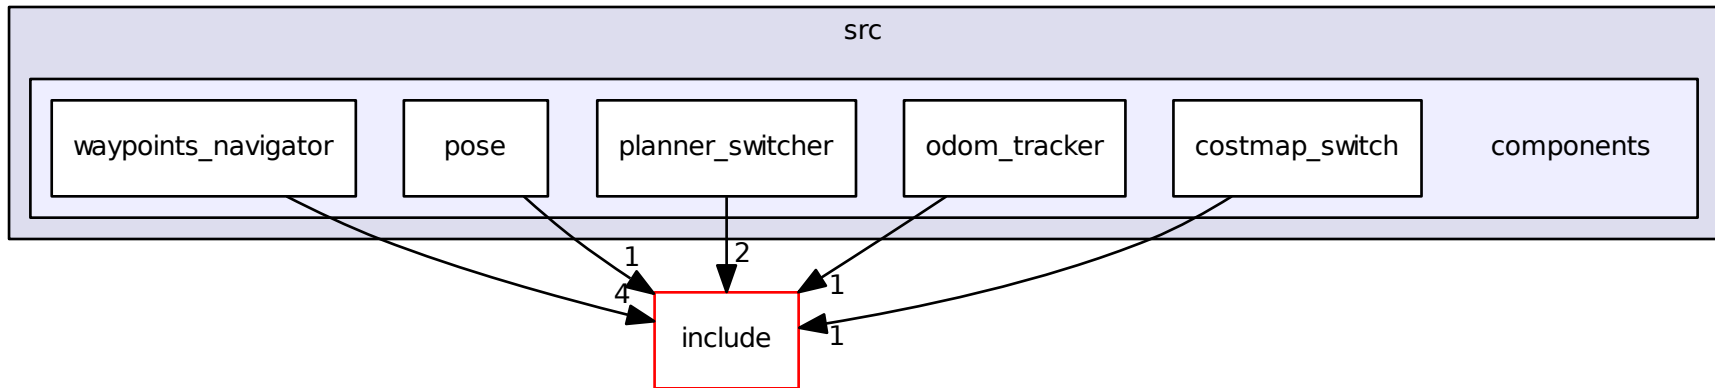 src
waypoints_navigator
pose
planner_switcher
odom_tracker
costmap_switch
components
1
2
4
1
1
include